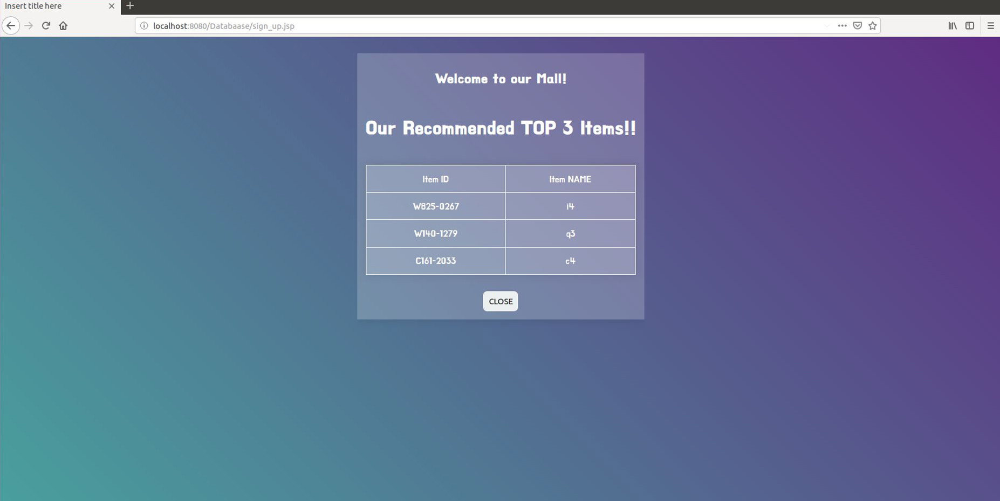 Insert title here
localhost:8080/Databaase/sign_up.jsp
Welcome to our Mall!
Our Recommended TOP 3 Items!!
Item ID Item NAME
W825-0267 i4
W140-1279 q3
C161-2033 c4
CLOSE